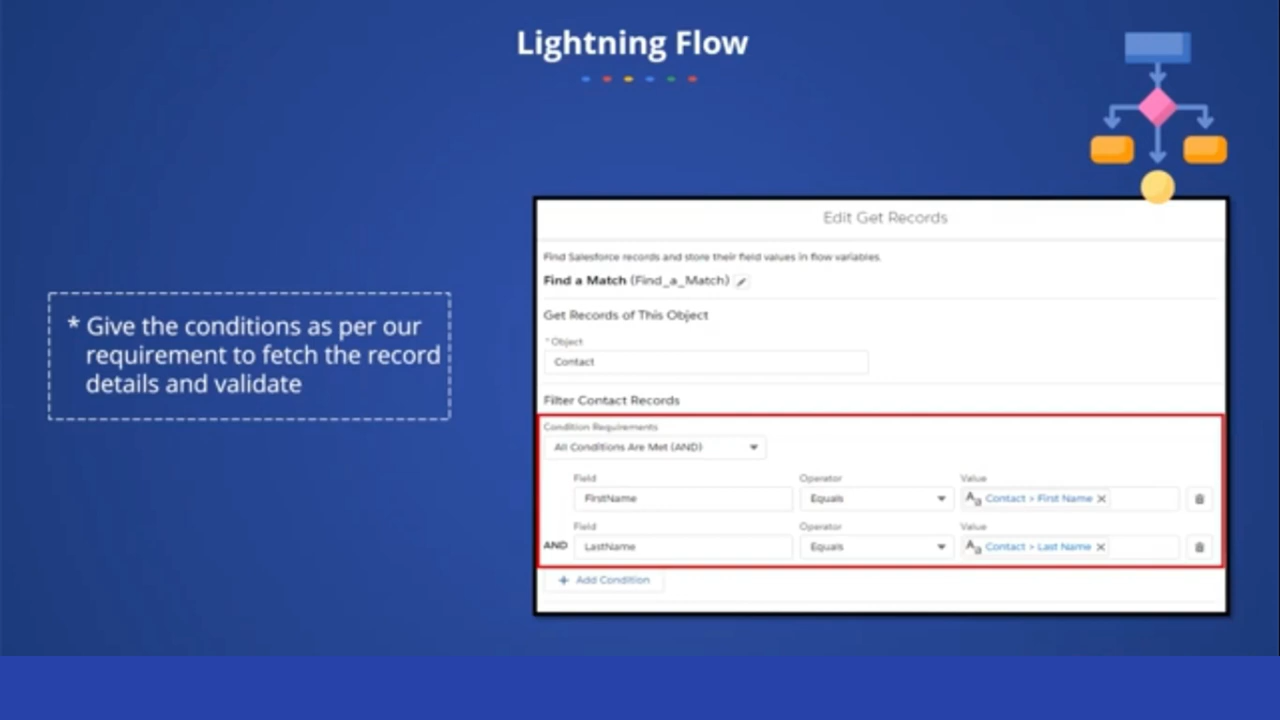 Lightning Flow
* Give the conditions as per our
requirement to fetch the record
details and validate
Edit Get Records
Find Salesforce records and store their field values in flow variables.
Find a Match (Find_a_Match)
Get Records of This Object
* Object
Contact
Filter Contact Records
Condition Requirements
All Conditions Are Met (AND)
Field Operator Value
FirstName Equals Aa Contact > First Name ×
Field Operator Value
AND LastName Equals Aa Contact > Last Name ×
+ Add Condition